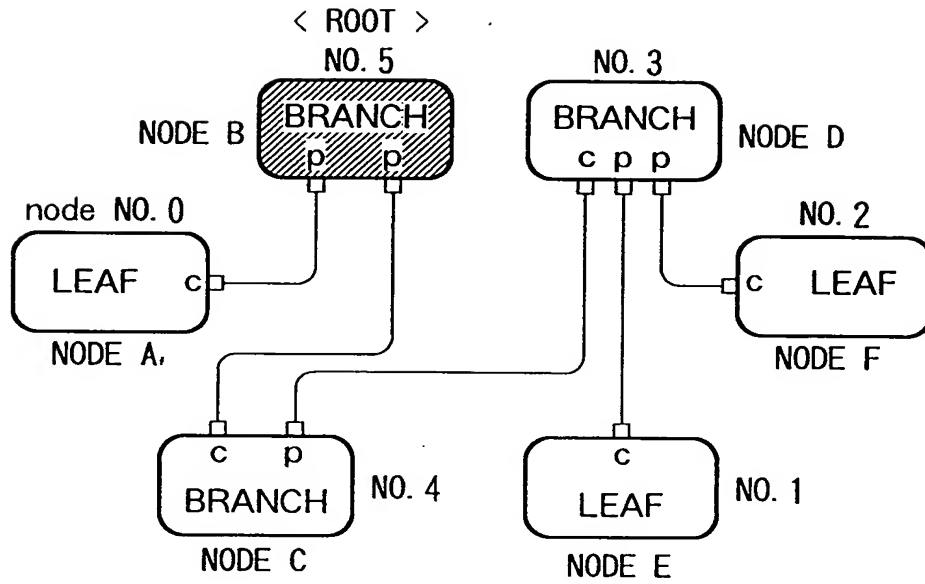 < ROOT >
NO. 5
NO. 3
BRANCH
BRANCH
NODE B
NODE D
p p
c p p
node NO. 0
NO. 2
LEAF c
c LEAF
NODE A
NODE F
c p
c
NO. 4
NO. 1
BRANCH
LEAF
NODE C
NODE E